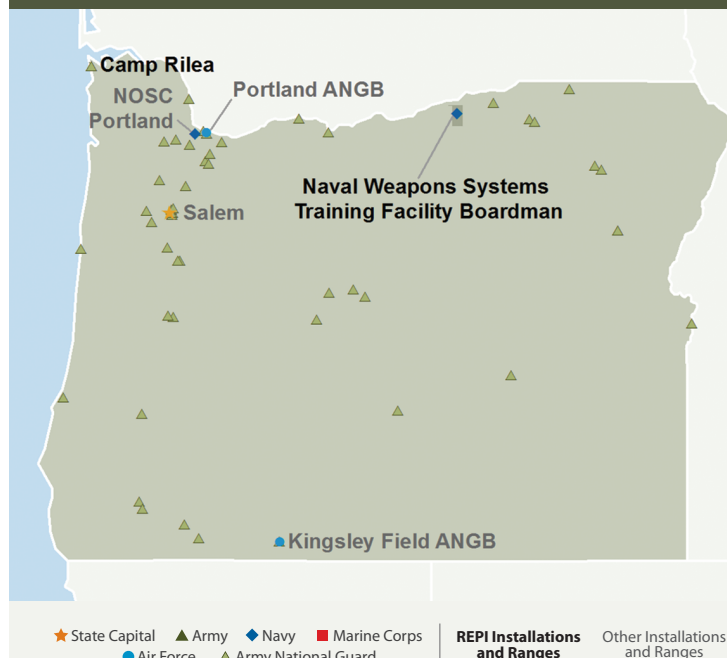 Camp Rilea
NOSC
Portland
Portland ANGB
Naval Weapons Systems
Training Facility Boardman
Salem
Kingsley Field ANGB
State Capital Army Navy Marine Corps
Air Force Army National Guard
REPI Installations
and Ranges
Other Installations
and Ranges